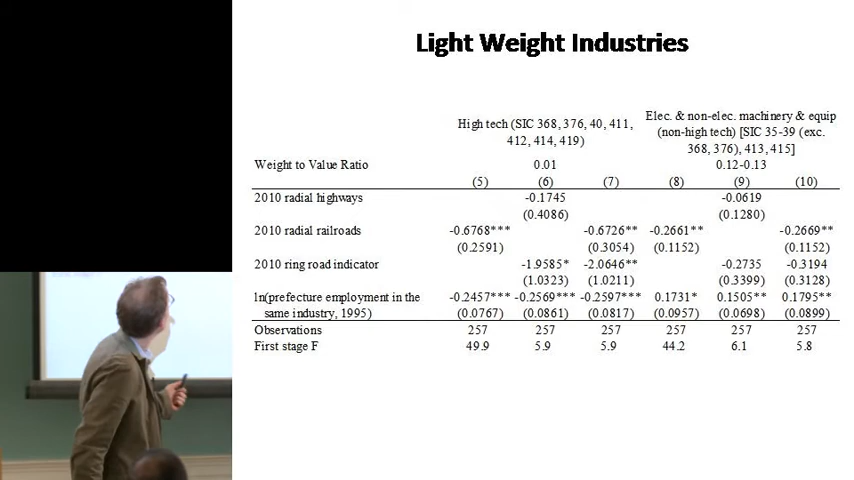 Light Weight Industries
High tech (SIC 368, 376, 40, 411, 412, 414, 419)
Elec. & non-elec. machinery & equip (non-high tech) [SIC 35-39 (exc. 368, 376), 413, 415]
Weight to Value Ratio 0.01 0.12-0.13
(5) (6) (7) (8) (9) (10)
2010 radial highways -0.1745 -0.0619
(0.4086) (0.1280)
2010 radial railroads -0.6768*** -0.6726** -0.2661** -0.2669**
(0.2591) (0.3054) (0.1152) (0.1152)
2010 ring road indicator -1.9585* -2.0646** -0.2735 -0.3194
(1.0323) (1.0211) (0.3399) (0.3128)
ln(prefecture employment in the -0.2457*** -0.2569*** -0.2597*** 0.1731* 0.1505** 0.1795**
same industry, 1995) (0.0767) (0.0861) (0.0817) (0.0957) (0.0698) (0.0899)
Observations 257 257 257 257 257 257
First stage F 49.9 5.9 5.9 44.2 6.1 5.8